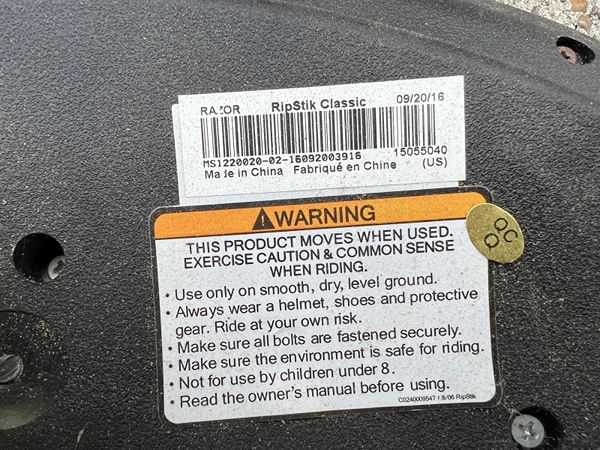 RAZOR RipStik Classic 09/20/16
MS1220020-02-16092003916 15055040
Made in China Fabriqué en Chine (US)
WARNING
THIS PRODUCT MOVES WHEN USED.
EXERCISE CAUTION & COMMON SENSE
WHEN RIDING.
• Use only on smooth, dry, level ground.
• Always wear a helmet, shoes and protective
gear. Ride at your own risk.
• Make sure all bolts are fastened securely.
• Make sure the environment is safe for riding.
• Not for use by children under 8.
• Read the owner's manual before using.
C0240009547 r.8/06 RipStik
QC